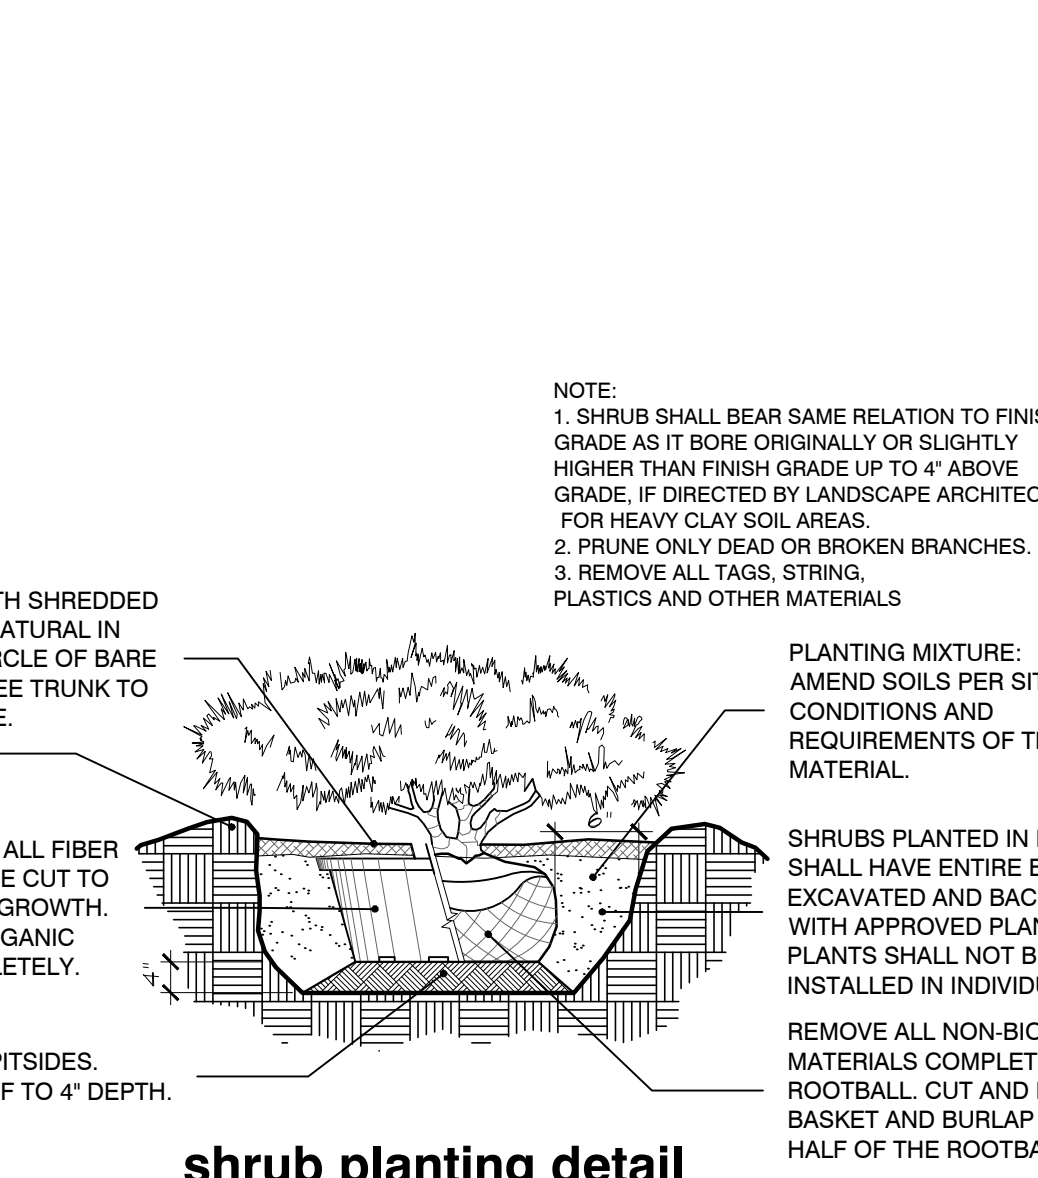 NOTE:
1. SHRUB SHALL BEAR SAME RELATION TO FINIS
GRADE AS IT BORE ORIGINALLY OR SLIGHTLY
HIGHER THAN FINISH GRADE UP TO 4" ABOVE
GRADE, IF DIRECTED BY LANDSCAPE ARCHITEC
FOR HEAVY CLAY SOIL AREAS.
2. PRUNE ONLY DEAD OR BROKEN BRANCHES.
3. REMOVE ALL TAGS, STRING,
PLASTICS AND OTHER MATERIALS
TH SHREDDED
ATURAL IN
RCLE OF BARE
EE TRUNK TO
E.
ALL FIBER
E CUT TO
GROWTH.
GANIC
LETELY.
PITSIDES.
F TO 4" DEPTH.
PLANTING MIXTURE:
AMEND SOILS PER SIT
CONDITIONS AND
REQUIREMENTS OF T
MATERIAL.
SHRUBS PLANTED IN
SHALL HAVE ENTIRE
EXCAVATED AND BAC
WITH APPROVED PLAN
PLANTS SHALL NOT B
INSTALLED IN INDIVIDU
REMOVE ALL NON-BIO
MATERIALS COMPLET
ROOTBALL. CUT AND
BASKET AND BURLAP
HALF OF THE ROOTBA
shrub planting detail